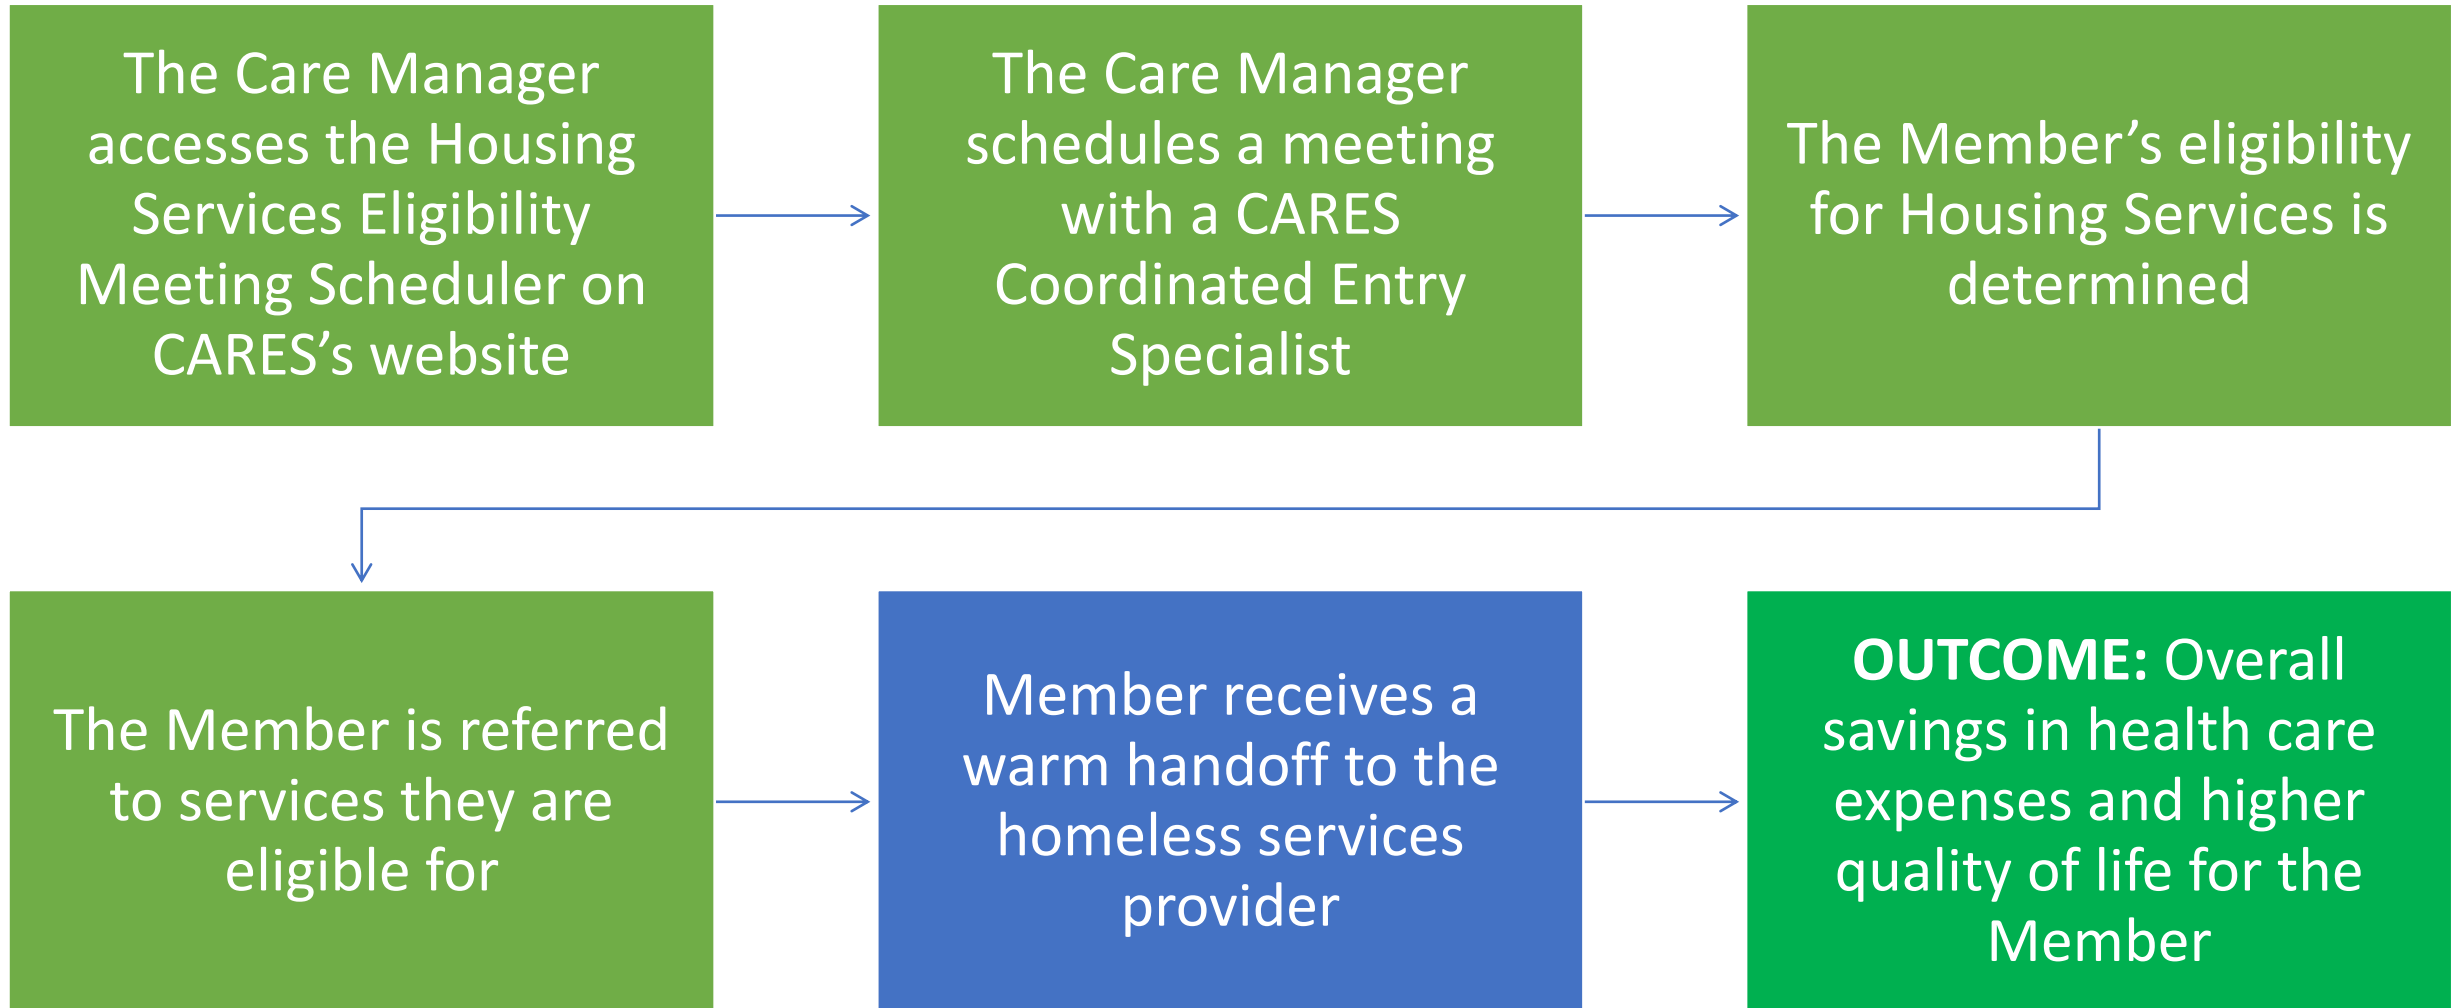 The Care Manager
accesses the Housing
Services Eligibility
Meeting Scheduler on
CARES’s website
The Care Manager
schedules a meeting
with a CARES
Coordinated Entry
Specialist
The Member’s eligibility
for Housing Services is
determined
The Member is referred
to services they are
eligible for
Member receives a
warm handoff to the
homeless services
provider
OUTCOME: Overall
savings in health care
expenses and higher
quality of life for the
Member